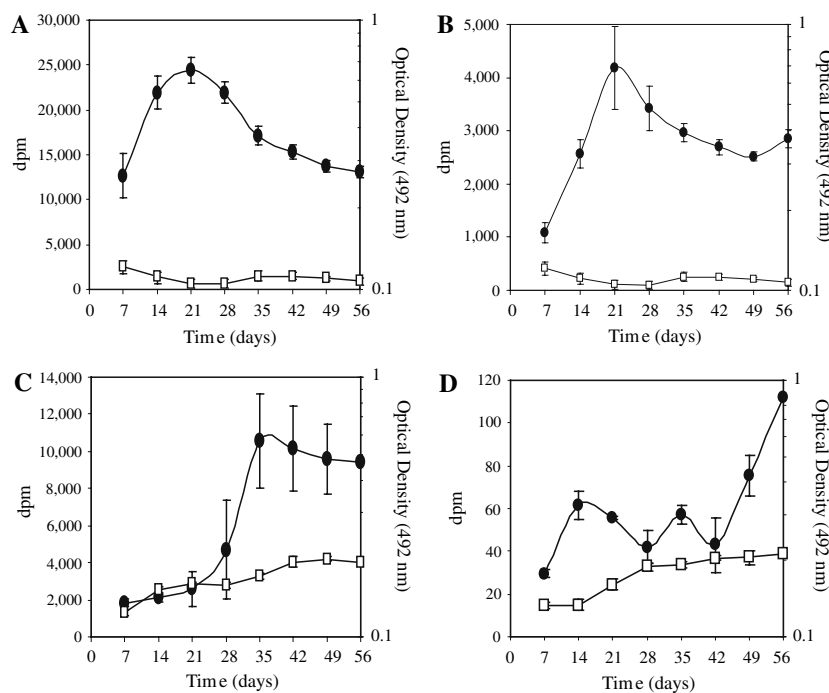 A
30,000
25,000
20,000
15,000
10,000
5,000
0
dpm
1
0.1
Optical Density (492 nm)
0 7 14 21 28 35 42 49 56
Time (days)
B
5,000
4,000
3,000
2,000
1,000
0
dpm
1
0.1
Optical Density (492 nm)
0 7 14 21 28 35 42 49 56
Time (days)
C
14,000
12,000
10,000
8,000
6,000
4,000
2,000
0
dpm
1
0.1
Optical Density (492 nm)
0 7 14 21 28 35 42 49 56
Time (days)
D
120
100
80
60
40
20
0
dpm
1
0.1
Optical Density (492 nm)
0 7 14 21 28 35 42 49 56
Time (days)